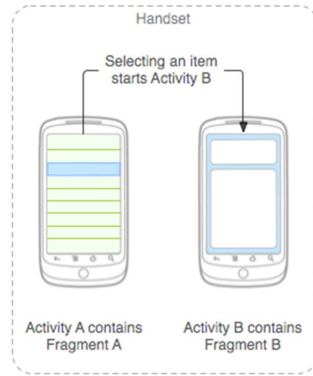 Handset
Selecting an item
starts Activity B
Activity A contains
Fragment A
Activity B contains
Fragment B